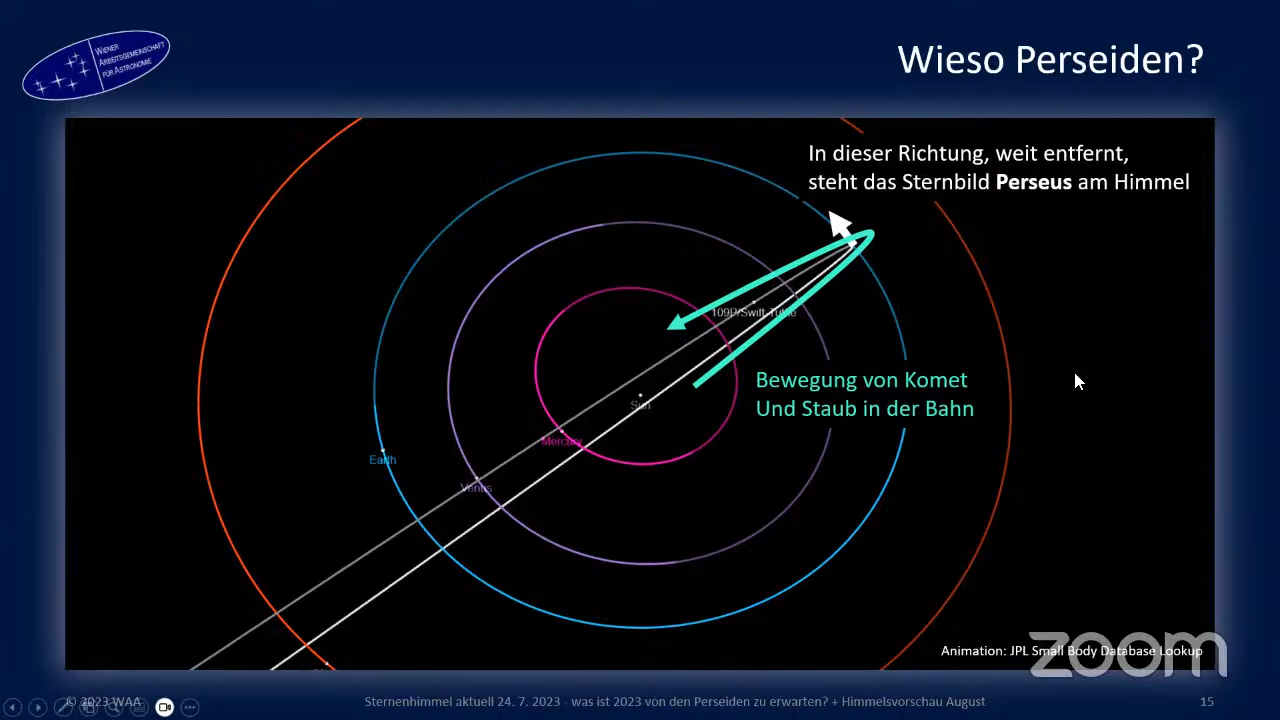 WIENER
ARBEITSGEMEINSCHAFT
FÜR ASTRONOMIE
Wieso Perseiden?
In dieser Richtung, weit entfernt,
steht das Sternbild Perseus am Himmel
109P/Swift-Tuttle
Bewegung von Komet
Und Staub in der Bahn
Sun
Mercury
Earth
Venus
Animation: JPL Small Body Database Lookup
zoom
© 2023 WAA
Sternenhimmel aktuell 24. 7. 2023 - was ist 2023 von den Perseiden zu erwarten? + Himmelsvorschau August
15